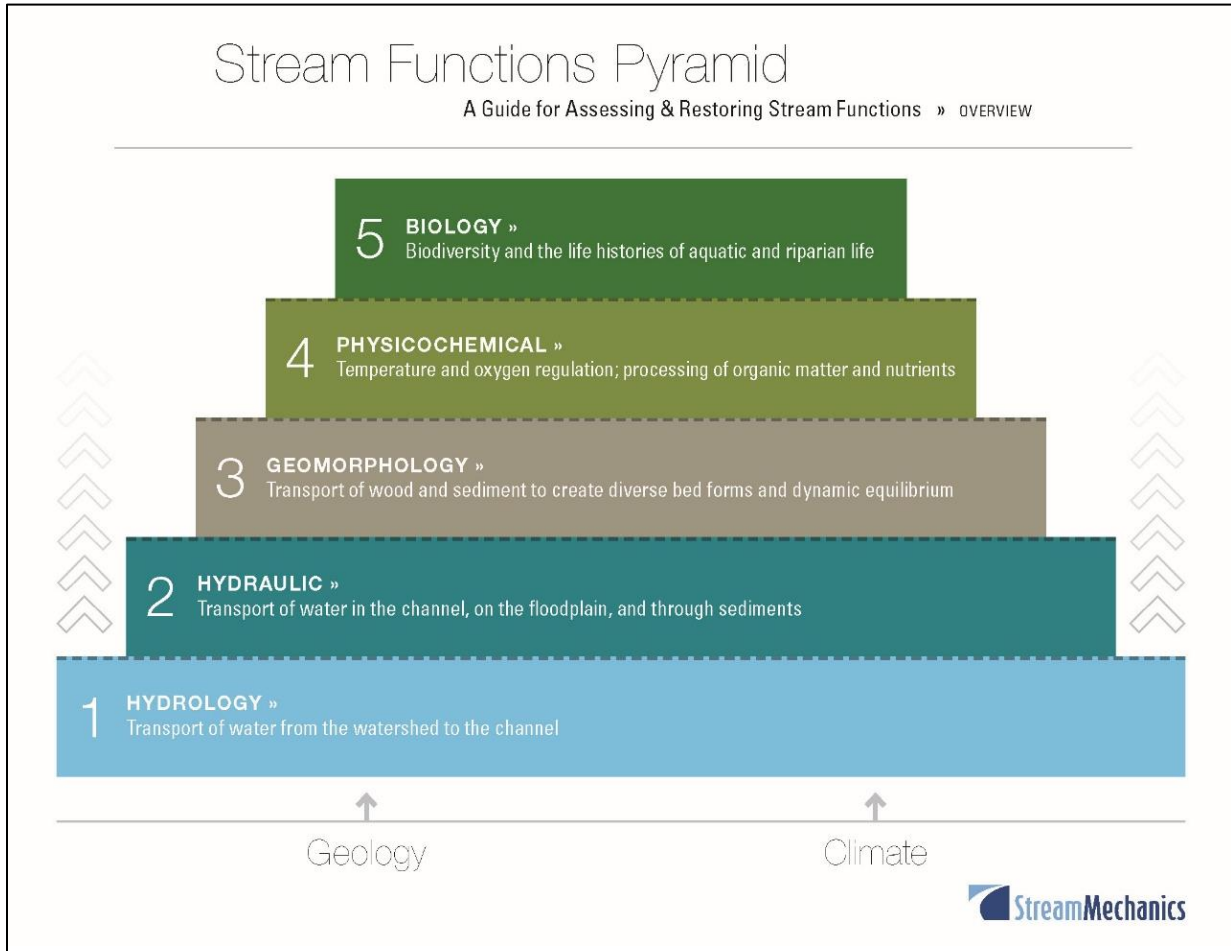 Stream Functions Pyramid
A Guide for Assessing & Restoring Stream Functions » OVERVIEW
5 BIOLOGY »
Biodiversity and the life histories of aquatic and riparian life
4 PHYSICOCHEMICAL »
Temperature and oxygen regulation; processing of organic matter and nutrients
3 GEOMORPHOLOGY »
Transport of wood and sediment to create diverse bed forms and dynamic equilibrium
2 HYDRAULIC »
Transport of water in the channel, on the floodplain, and through sediments
1 HYDROLOGY »
Transport of water from the watershed to the channel
Geology
Climate
StreamMechanics